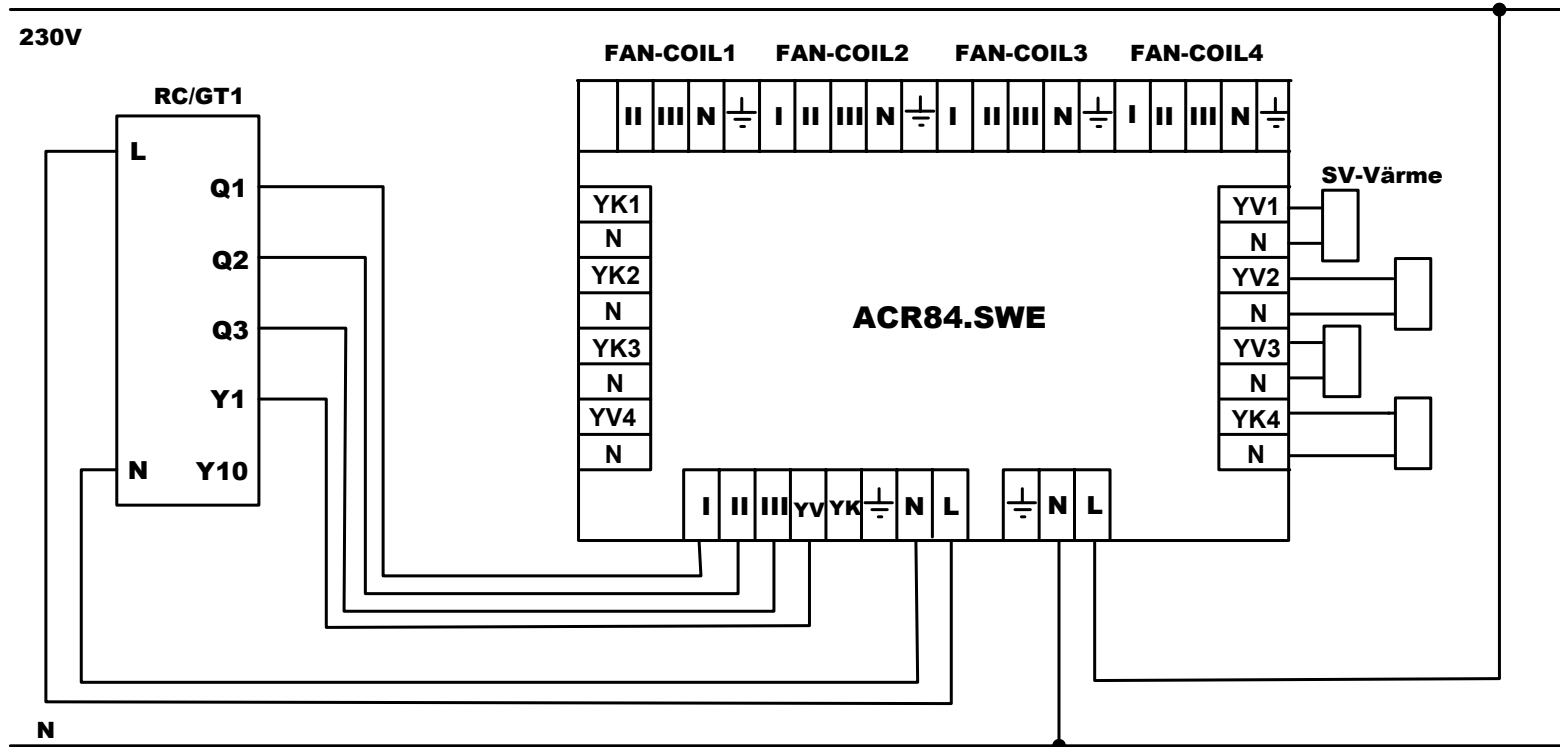 230V
FAN-COIL1 FAN-COIL2 FAN-COIL3 FAN-COIL4
RC/GT1
II III N I II III N I II III N I II III N
L
SV-Värme
Q1
YK1
YV1
N
N
Q2
YK2
YV2
N
N
ACR84.SWE
Q3
YK3
YV3
N
N
Y1
YV4
YK4
N
N
N Y10
I II III YV YK N L
N L
N